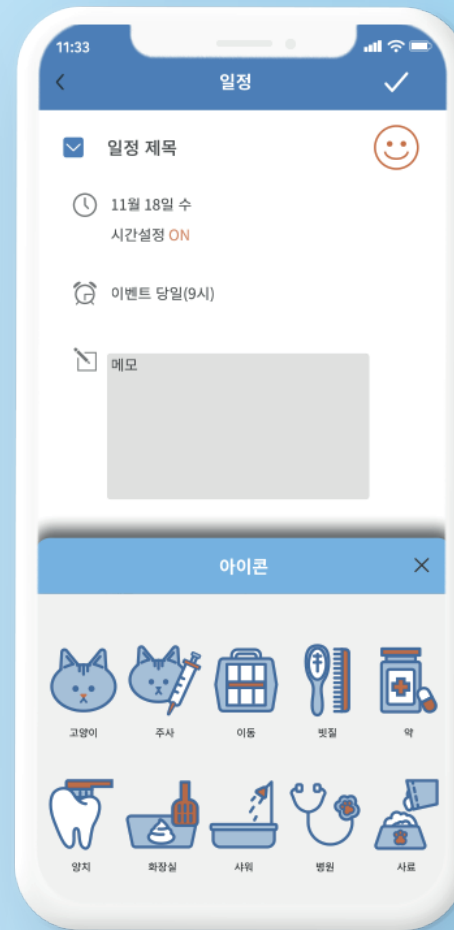 11:33
일정
일정 제목
11월 18일 수
시간설정 ON
이벤트 당일(9시)
메모
아이콘
고양이 주사 이동 빗질 약
양치 화장실 샤워 병원 사료